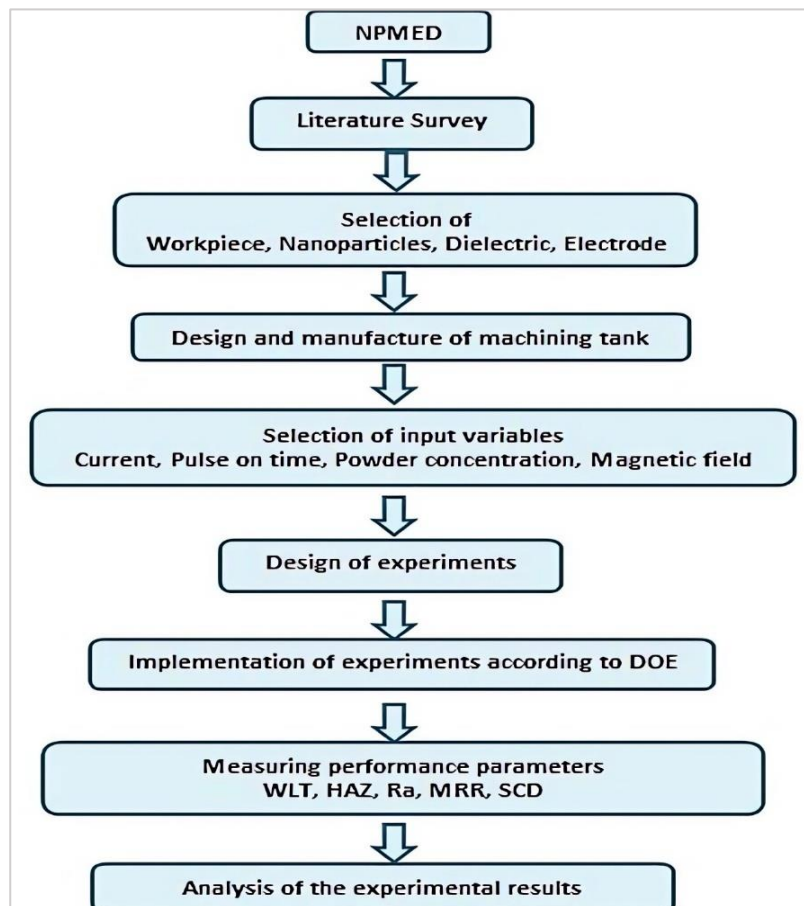 NPMED
Literature Survey
Selection of
Workpiece, Nanoparticles, Dielectric, Electrode
Design and manufacture of machining tank
Selection of input variables
Current, Pulse on time, Powder concentration, Magnetic field
Design of experiments
Implementation of experiments according to DOE
Measuring performance parameters
WLT, HAZ, Ra, MRR, SCD
Analysis of the experimental results